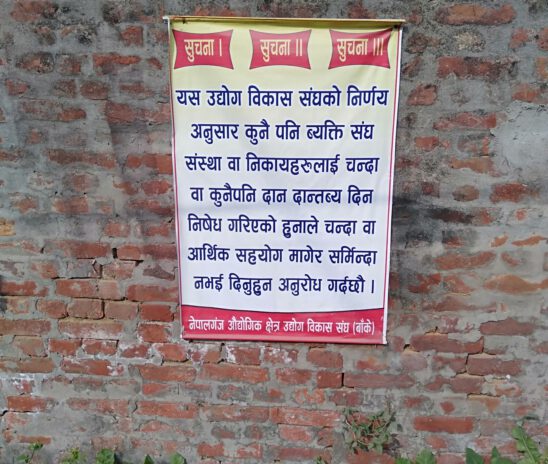 सुचना । सुचना ॥ सुचना ॥।
यस उद्योग विकास संघको निर्णय
अनुसार कुनै पनि ब्यक्ति संघ
संस्था वा निकायहरुलाई चन्दा
वा कुनैपनि दान दान्तब्य दिन
निषेध गरिएको हुनाले चन्दा वा
आर्थिक सहयोग मागेर सर्मिन्दा
नभई दिनुहुन अनुरोध गर्दछौ ।
नेपालगंज औद्योगिक क्षेत्र उद्योग विकास संघ (बाँके)